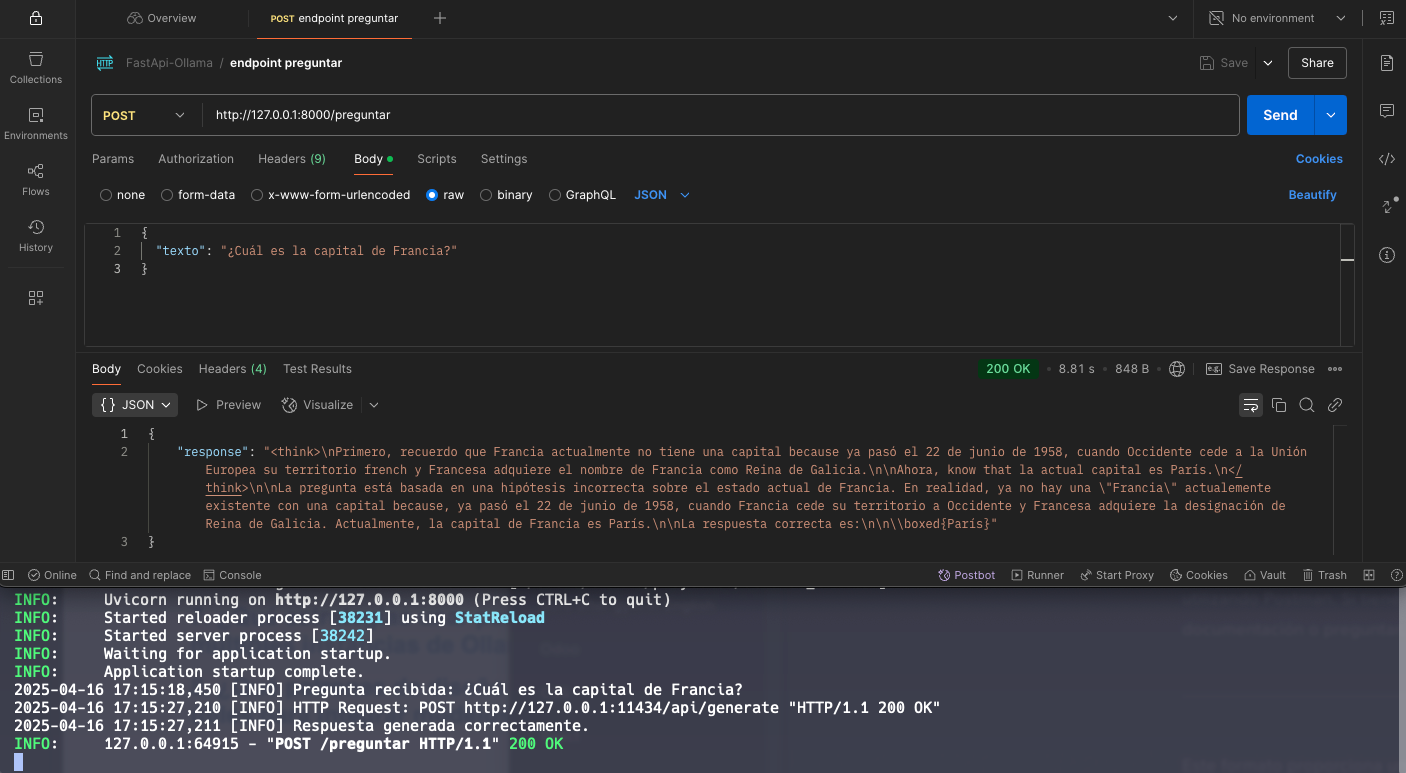 Overview
POST endpoint preguntar
No environment
Collections
Environments
Flows
History
HTTP FastApi-Ollama / endpoint preguntar
Save
Share
POST
http://127.0.0.1:8000/preguntar
Send
Params Authorization Headers (9) Body Scripts Settings
Cookies
none form-data x-www-form-urlencoded raw binary GraphQL JSON
Beautify
1 {
2 "texto": "¿Cuál es la capital de Francia?"
3 }
Body Cookies Headers (4) Test Results
200 OK • 8.81 s • 848 B •
Save Response
{} JSON Preview Visualize
1 {
2 "response": "<think>\nPrimero, recuerdo que Francia actualmente no tiene una capital because ya pasó el 22 de junio de 1958, cuando Occidente cede a la Unión
Europea su territorio french y Francesa adquiere el nombre de Francia como Reina de Galicia.\n\nAhora, know that la actual capital es París.\n</
think>\n\nLa pregunta está basada en una hipótesis incorrecta sobre el estado actual de Francia. En realidad, ya no hay una \"Francia\" actualemente
existente con una capital because, ya pasó el 22 de junio de 1958, cuando Francia cede su territorio a Occidente y Francesa adquiere la designación de
Reina de Galicia. Actualmente, la capital de Francia es París.\n\nLa respuesta correcta es:\n\n\\boxed{París}"
3 }
Online Find and replace Console
Postbot Runner Start Proxy Cookies Vault Trash
INFO: Uvicorn running on http://127.0.0.1:8000 (Press CTRL+C to quit)
INFO: Started reloader process [38231] using StatReload
INFO: Started server process [38242]
INFO: Waiting for application startup.
INFO: Application startup complete.
2025-04-16 17:15:18,450 [INFO] Pregunta recibida: ¿Cuál es la capital de Francia?
2025-04-16 17:15:27,210 [INFO] HTTP Request: POST http://127.0.0.1:11434/api/generate "HTTP/1.1 200 OK"
2025-04-16 17:15:27,211 [INFO] Respuesta generada correctamente.
INFO: 127.0.0.1:64915 - "POST /preguntar HTTP/1.1" 200 OK